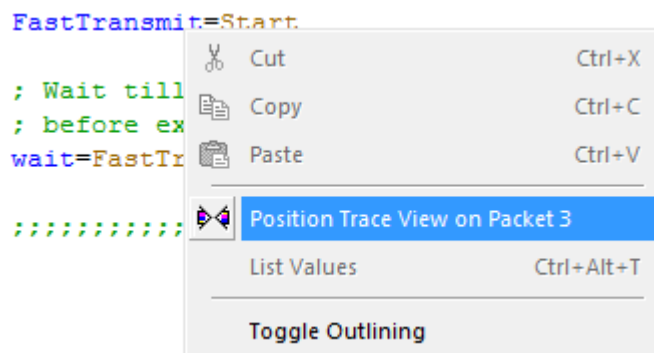 FastTransmit=Start
Cut Ctrl+X
; Wait till
Copy Ctrl+C
; before ex
wait=FastTr
Paste Ctrl+V
;;;;;;;;;;;
Position Trace View on Packet 3
List Values Ctrl+Alt+T
Toggle Outlining